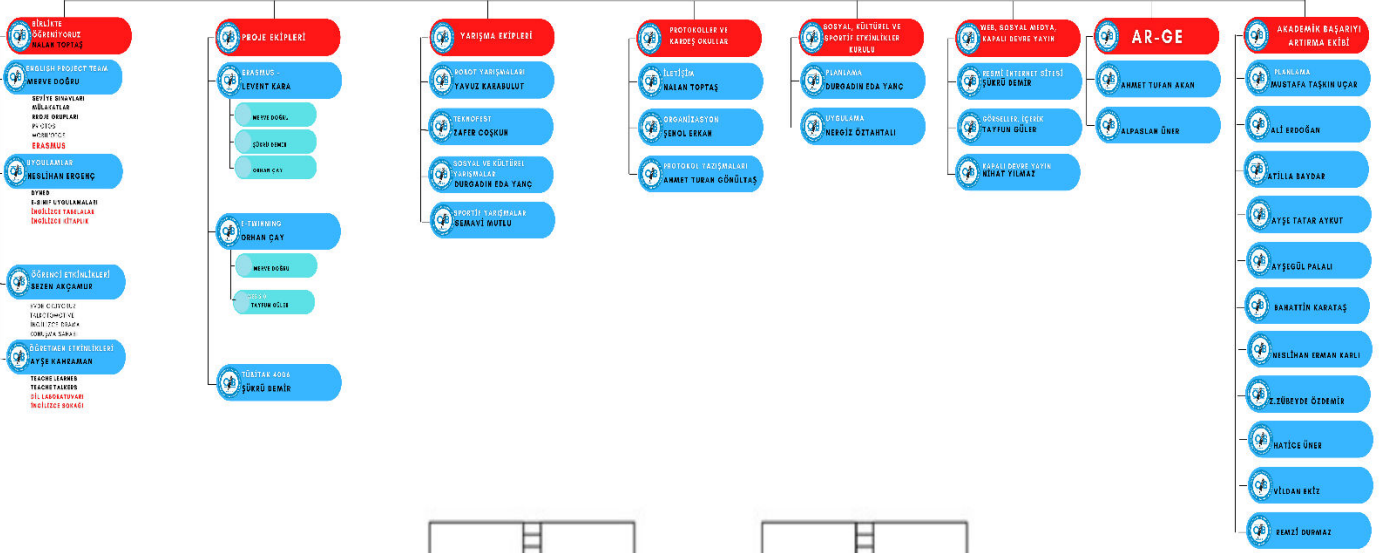 BİRLİKTE
ÖĞRENİYORUZ
NALAN TOPTAŞ
ENGLISH PROJECT TEAM
MERVE DOĞRU
SEVİYE SINAVLARI
MÜLAKATLAR
PROJE GRUPLARI
ERASMUS
UYGULAMLAR
NESLİHAN ERGENÇ
DYNED
E-SINIF UYGULAMALARI
İNGİLİZCE TABELALAR
İNGİLİZCE KİTAPLIK
ÖĞRENCİ ETKİNLİKLERİ
SEZEN AKÇAMUR
ÖĞRETMEN ETKİNLİKLERİ
AYŞE KAHRAMAN
DİL LABORATUVARI
İNGİLİZCE SOKAĞI
PROJE EKİPLERİ
ERASMUS -
LEVENT KARA
MERVE DOĞRU
ŞÜKRÜ DEMİR
ORHAN ÇAY
E-TWINNING
ORHAN ÇAY
MERVE DOĞRU
TAYFUN GÜLER
TÜBİTAK 4006
ŞÜKRÜ DEMİR
YARIŞMA EKİPLERİ
ROBOT YARIŞMALARI
YAVUZ KARABULUT
TEKNOFEST
ZAFER COŞKUN
SOSYAL VE KÜLTÜREL
YARIŞMALAR
DURGADIN EDA YANÇ
SPORTİF YARIŞMALAR
SEMAVİ MUTLU
PROTOKOLLER VE
KARDEŞ OKULLAR
İLETİŞİM
NALAN TOPTAŞ
ORGANİZASYON
ŞENOL ERKAN
PROTOKOL YAZIŞMALARI
AHMET TURAN GÖNÜLTAŞ
SOSYAL, KÜLTÜREL VE
SPORTİF ETKİNLİKLER
KURULU
PLANLAMA
DURGADIN EDA YANÇ
UYGULAMA
NERGİZ ÖZTAHTALI
WEB, SOSYAL MEDYA,
KAPALI DEVRE YAYIN
RESMİ İNTERNET SİTESİ
ŞÜKRÜ DEMİR
GÖRSELLER, İÇERİK
TAYFUN GÜLER
KAPALI DEVRE YAYIN
NİHAT YILMAZ
AR-GE
AHMET TUFAN AKAN
ALPASLAN ÜNER
AKADEMİK BAŞARIYI
ARTIRMA EKİBİ
PLANLAMA
MUSTAFA TAŞKIN UÇAR
ALİ ERDOĞAN
ATİLLA BAYDAR
AYŞE TATAR AYKUT
AYŞEGÜL PALALI
BAHATTİN KARATAŞ
NESLİHAN ERMAN KARLI
Z.ZÜBEYDE ÖZDEMİR
HATİCE ÜNER
VİLDAN EKİZ
REMZİ DURMAZ